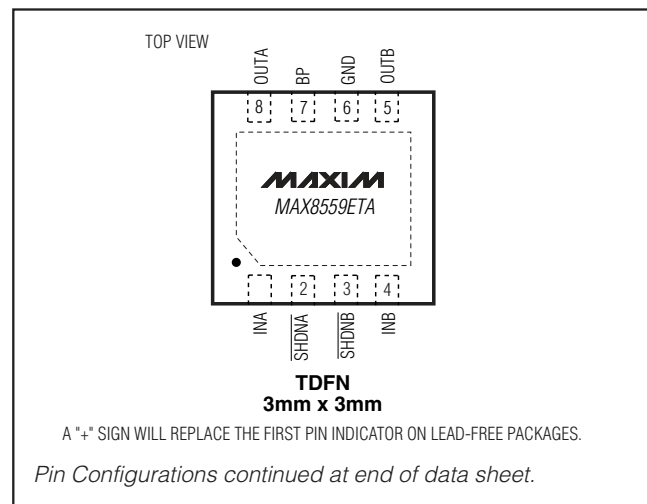 TOP VIEW
OUTA
BP
GND
OUTB
8
7
6
5
MAXIM
MAX8559ETA
2
3
4
INA
SHDNA
SHDNB
INB
TDFN
3mm x 3mm
A "+" SIGN WILL REPLACE THE FIRST PIN INDICATOR ON LEAD-FREE PACKAGES.
Pin Configurations continued at end of data sheet.